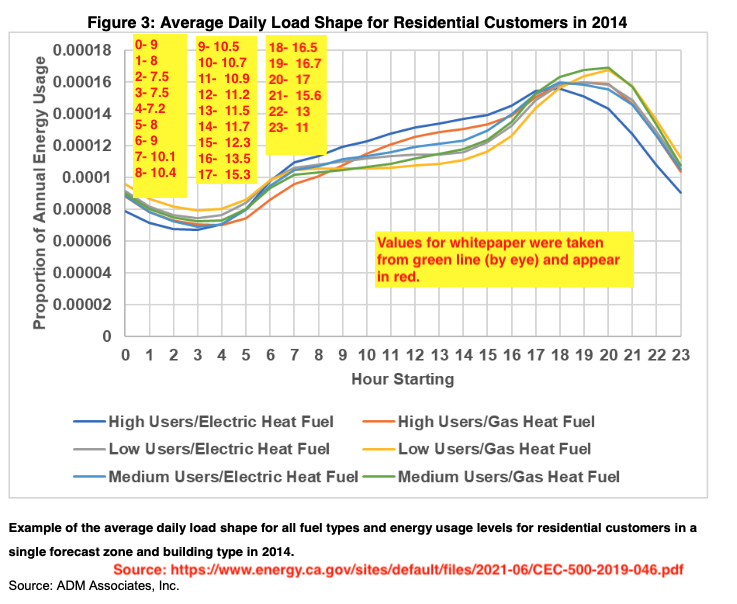 Figure 3: Average Daily Load Shape for Residential Customers in 2014
0.00018
0.00016
0.00014
0.00012
0.0001
0.00008
0.00006
0.00004
0.00002
0
Proportion of Annual Energy Usage
0- 9
1- 8
2- 7.5
3- 7.5
4-7.2
5- 8
6- 9
7- 10.1
8- 10.4
9- 10.5
10- 10.7
11- 10.9
12- 11.2
13- 11.5
14- 11.7
15- 12.3
16- 13.5
17- 15.3
18- 16.5
19- 16.7
20- 17
21- 15.6
22- 13
23- 11
Values for whitepaper were taken
from green line (by eye) and appear
in red.
0 1 2 3 4 5 6 7 8 9 10 11 12 13 14 15 16 17 18 19 20 21 22 23
Hour Starting
High Users/Electric Heat Fuel
High Users/Gas Heat Fuel
Low Users/Electric Heat Fuel
Low Users/Gas Heat Fuel
Medium Users/Electric Heat Fuel
Medium Users/Gas Heat Fuel
Example of the average daily load shape for all fuel types and energy usage levels for residential customers in a
single forecast zone and building type in 2014.
Source: https://www.energy.ca.gov/sites/default/files/2021-06/CEC-500-2019-046.pdf
Source: ADM Associates, Inc.